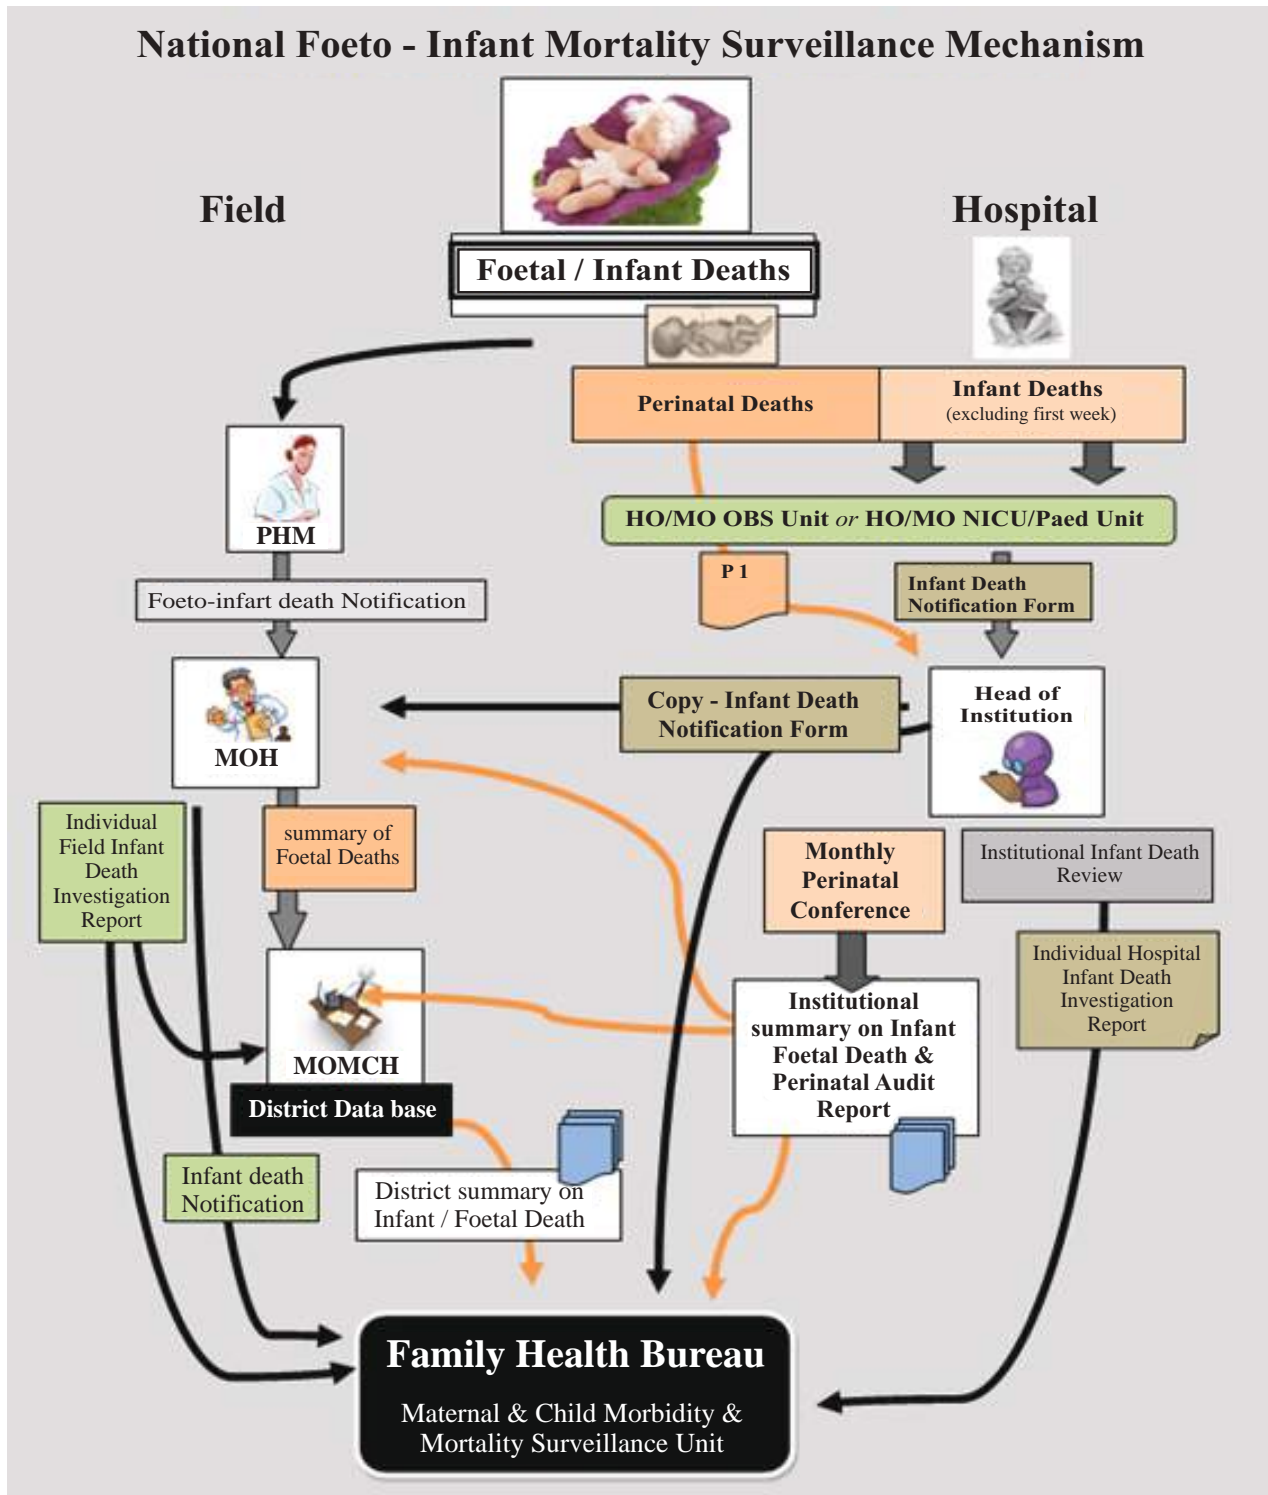 National Foeto - Infant Mortality Surveillance Mechanism
Field
Hospital
Foetal / Infant Deaths
Perinatal Deaths
Infant Deaths
(excluding first week)
HO/MO OBS Unit or HO/MO NICU/Paed Unit
PHM
P 1
Infant Death
Notification Form
Foeto-infart death Notification
Copy - Infant Death
Notification Form
Head of
Institution
MOH
Individual
Field Infant
Death
Investigation
Report
summary of
Foetal Deaths
Monthly
Perinatal
Conference
Institutional Infant Death
Review
Individual Hospital
Infant Death
Investigation
Report
Institutional
summary on Infant
Foetal Death &
Perinatal Audit
Report
MOMCH
District Data base
Infant death
Notification
District summary on
Infant / Foetal Death
Family Health Bureau
Maternal & Child Morbidity &
Mortality Surveillance Unit